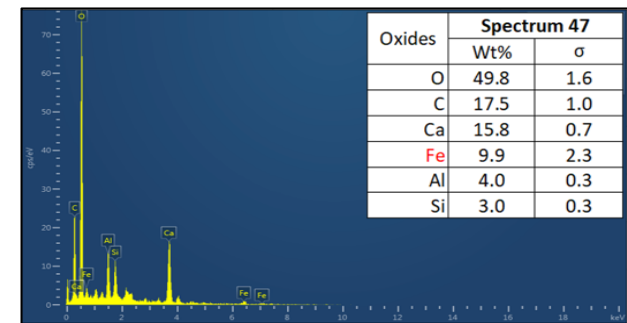 Oxides Spectrum 47
Wt% σ
O 49.8 1.6
C 17.5 1.0
Ca 15.8 0.7
Fe 9.9 2.3
Al 4.0 0.3
Si 3.0 0.3
70
60
50
40
30
20
10
0
cps/eV
O
C
Ca
Fe
Al
Si
Ca
Fe
Fe
0 2 4 6 8 10 12 14 16 18 keV